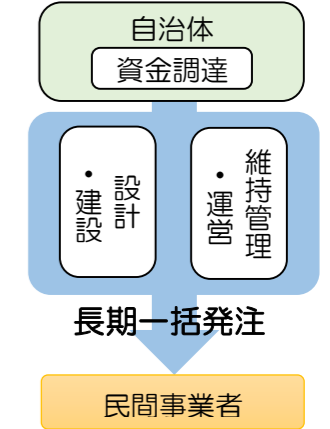 自治体
資金調達
設計
・建設
維持管理
・運営
長期一括発注
民間事業者